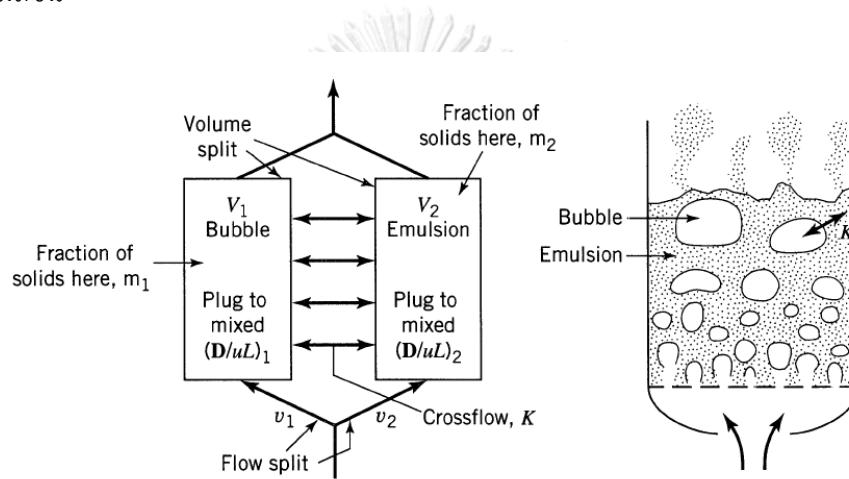 Volume
split
Fraction of
solids here, m2
V1
Bubble
V2
Emulsion
Fraction of
solids here, m1
Plug to
mixed
(D/uL)1
Plug to
mixed
(D/uL)2
v1
v2
Crossflow, K
Flow split
Bubble
Emulsion
K